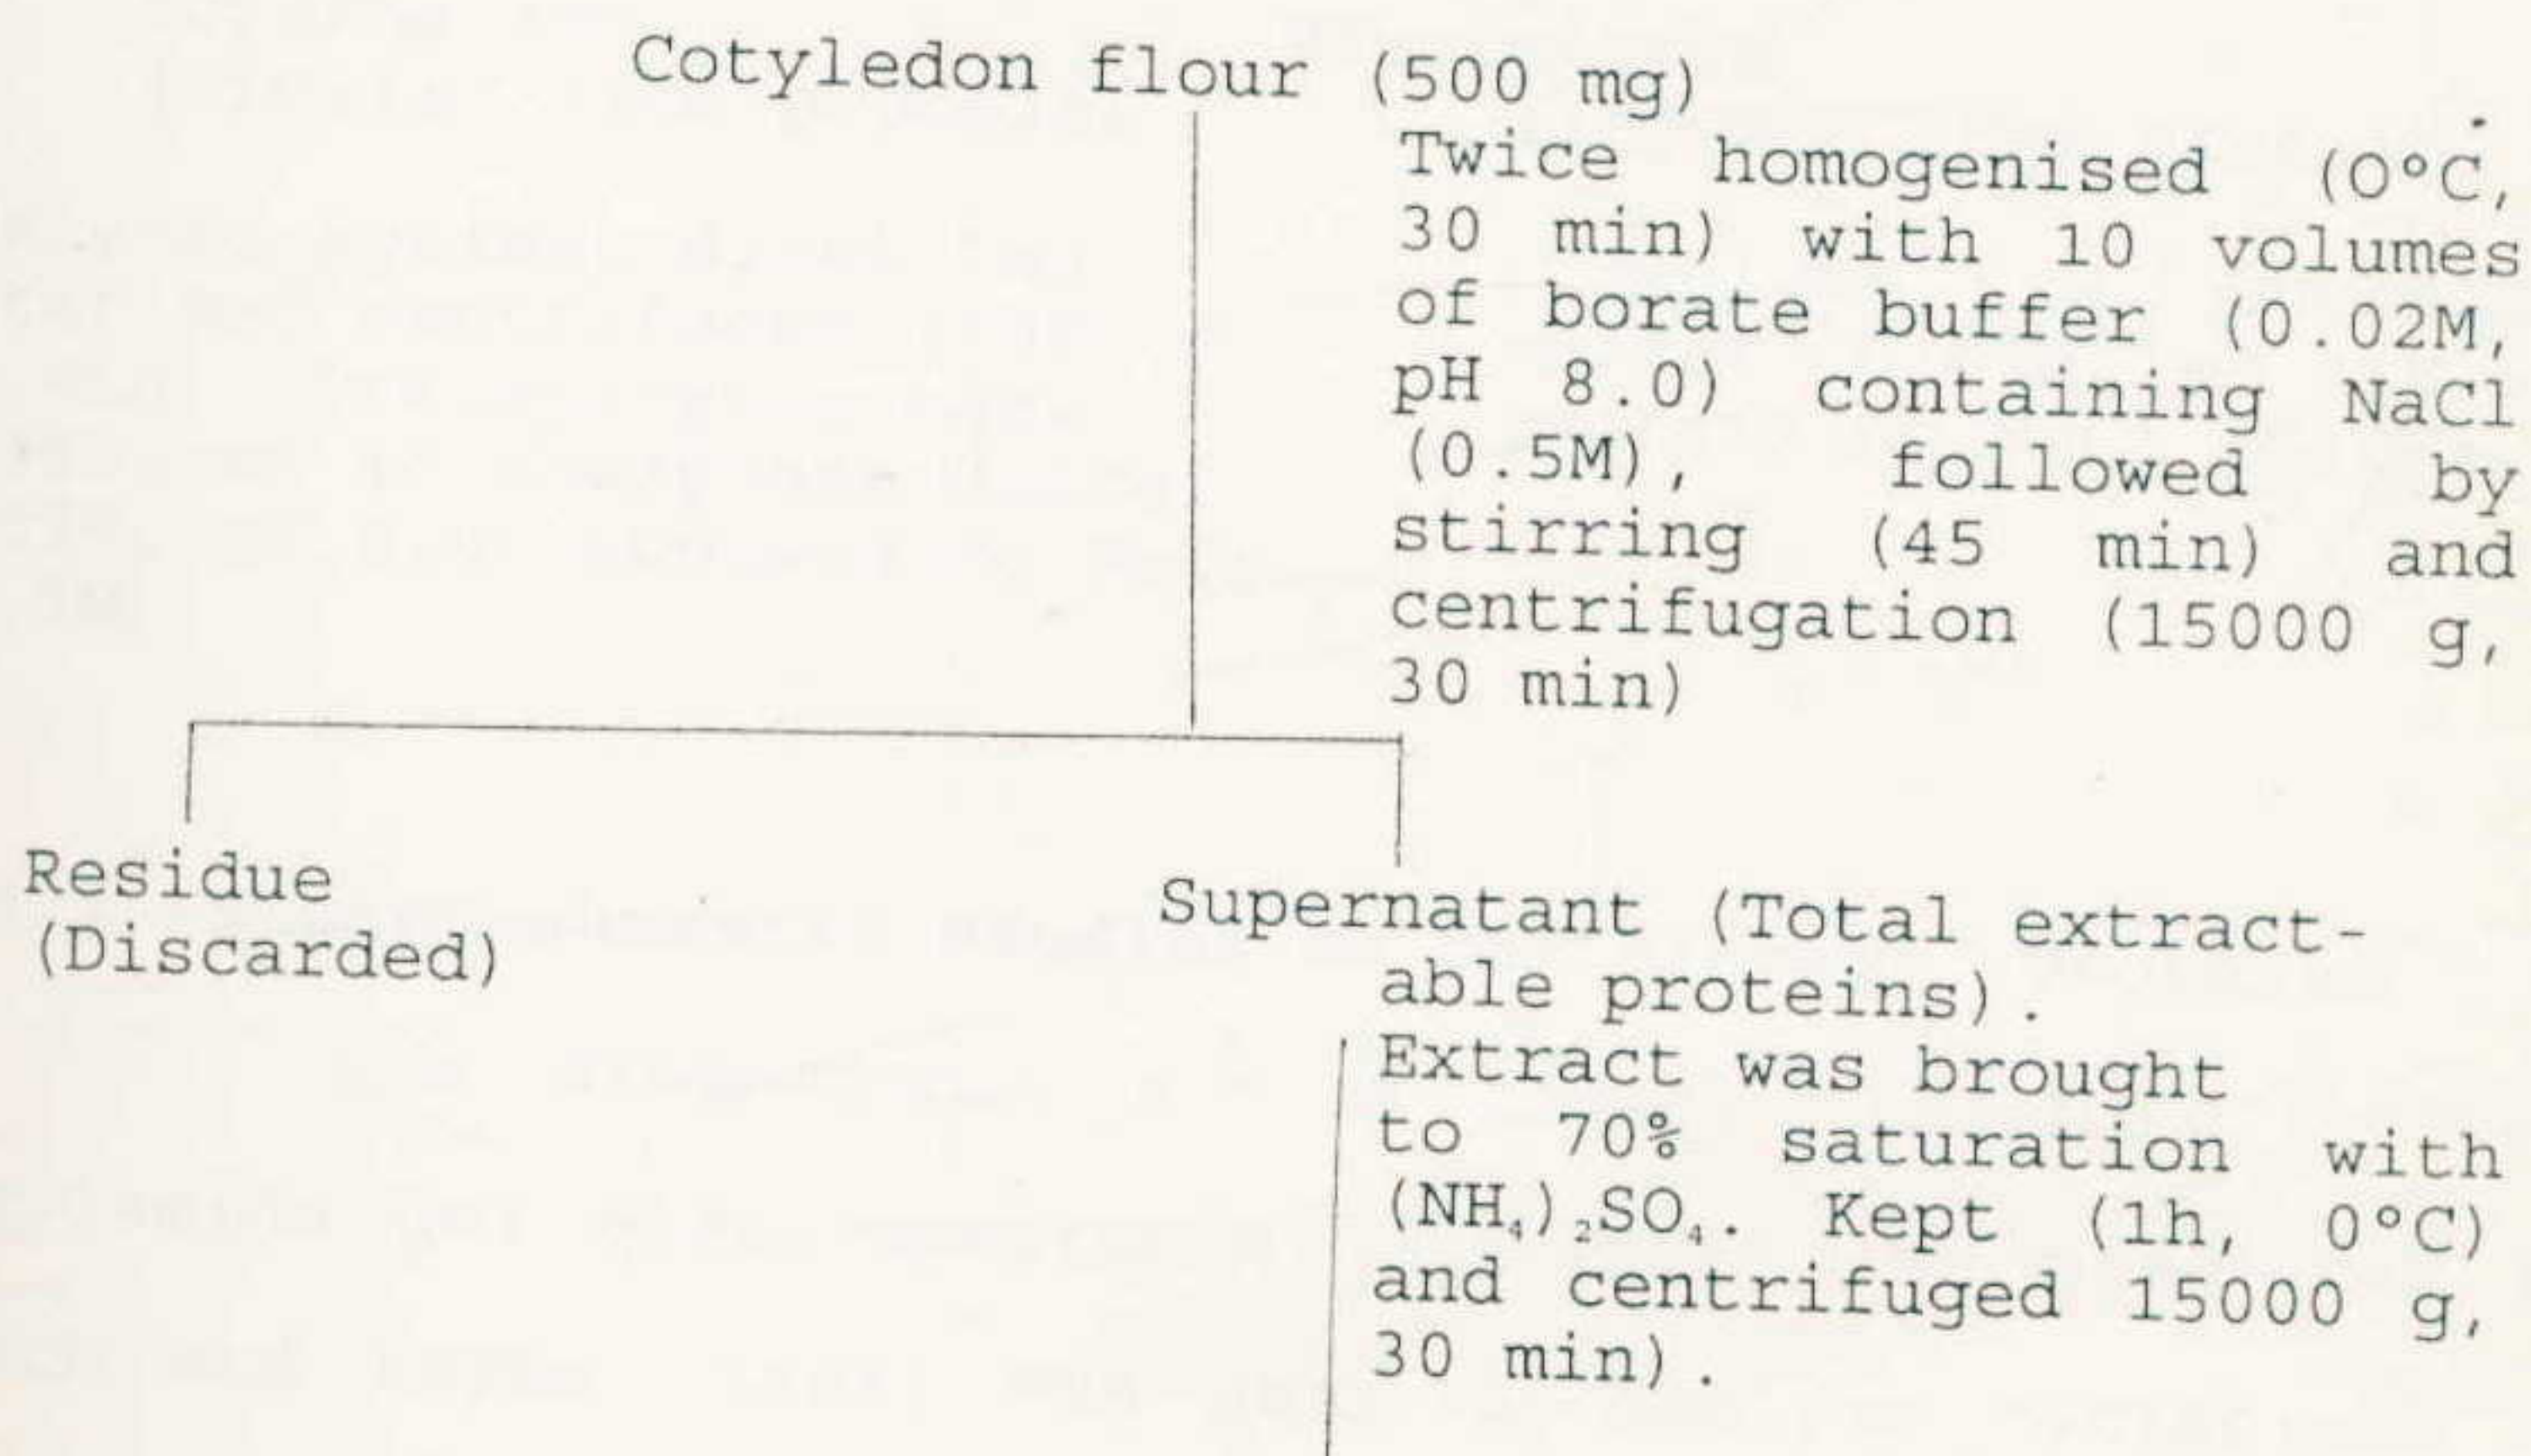 Cotyledon flour (500 mg)
Twice homogenised (0°C,
30 min) with 10 volumes
of borate buffer (0.02M,
pH 8.0) containing NaCl
(0.5M), followed by
stirring (45 min) and
centrifugation (15000 g,
30 min)
Residue
(Discarded)
Supernatant (Total extract-
able proteins).
Extract was brought
to 70% saturation with
(NH₄)₂SO₄. Kept (1h, 0°C)
and centrifuged 15000 g,
30 min).